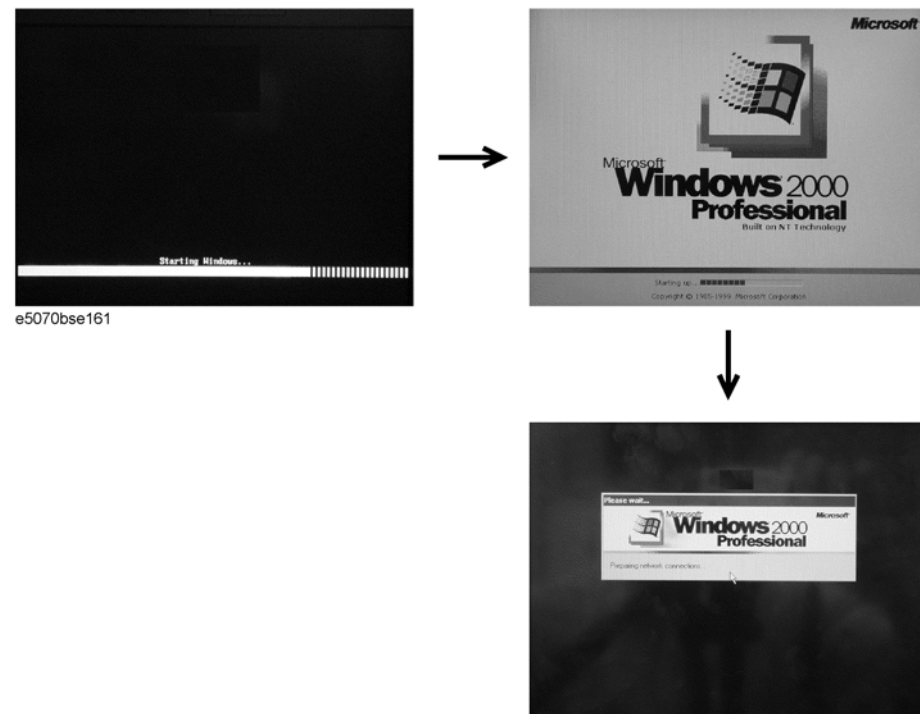 Starting Windows...
e5070bse161
Microsoft
Microsoft
Windows 2000
Professional
Built on NT Technology
Starting up...
Copyright © 1985-1999 Microsoft Corporation
Please wait...
Microsoft
Microsoft
Windows 2000
Professional
Preparing network connections...